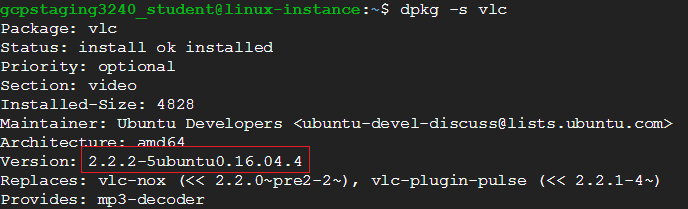 gcpstaging3240_student@linux-instance:~$ dpkg -s vlc
Package: vlc
Status: install ok installed
Priority: optional
Section: video
Installed-Size: 4828
Maintainer: Ubuntu Developers <ubuntu-devel-discuss@lists.ubuntu.com>
Architecture: amd64
Version: 2.2.2-5ubuntu0.16.04.4
Replaces: vlc-nox (<< 2.2.0~pre2-2~), vlc-plugin-pulse (<< 2.2.1-4~)
Provides: mp3-decoder